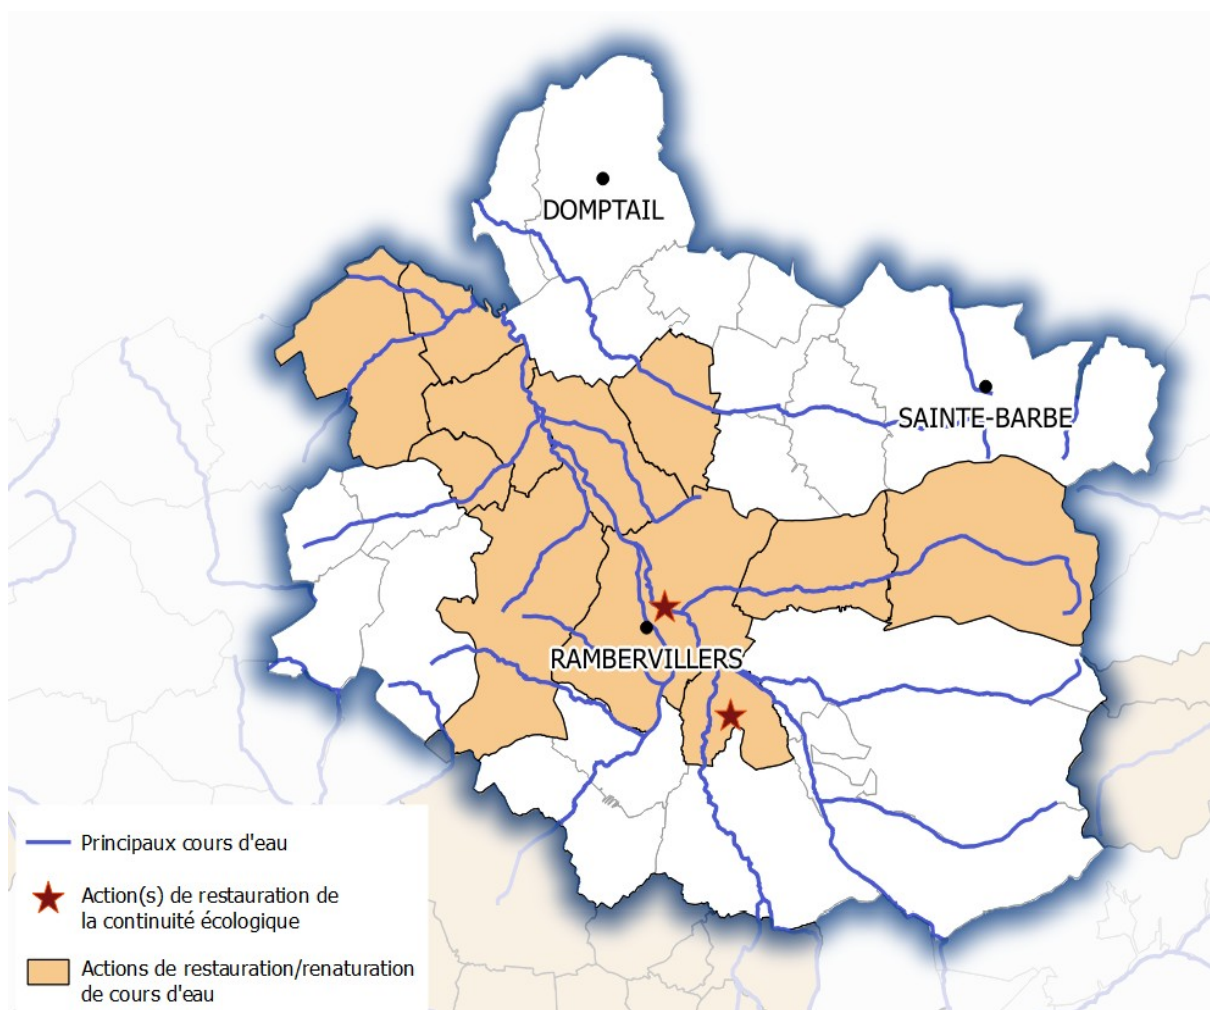 DOMPTAIL
SAINTE-BARBE
RAMBERVILLERS
Principaux cours d'eau
Action(s) de restauration de
la continuité écologique
Actions de restauration/renaturation
de cours d'eau